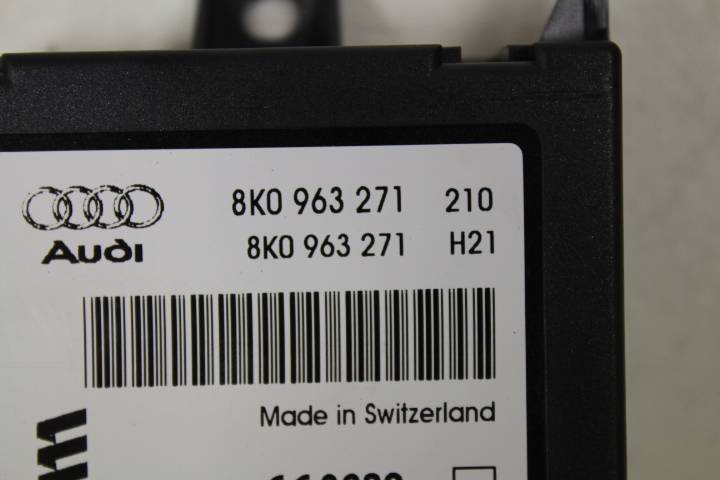 8K0 963 271 210
Audi 8K0 963 271 H21
Made in Switzerland